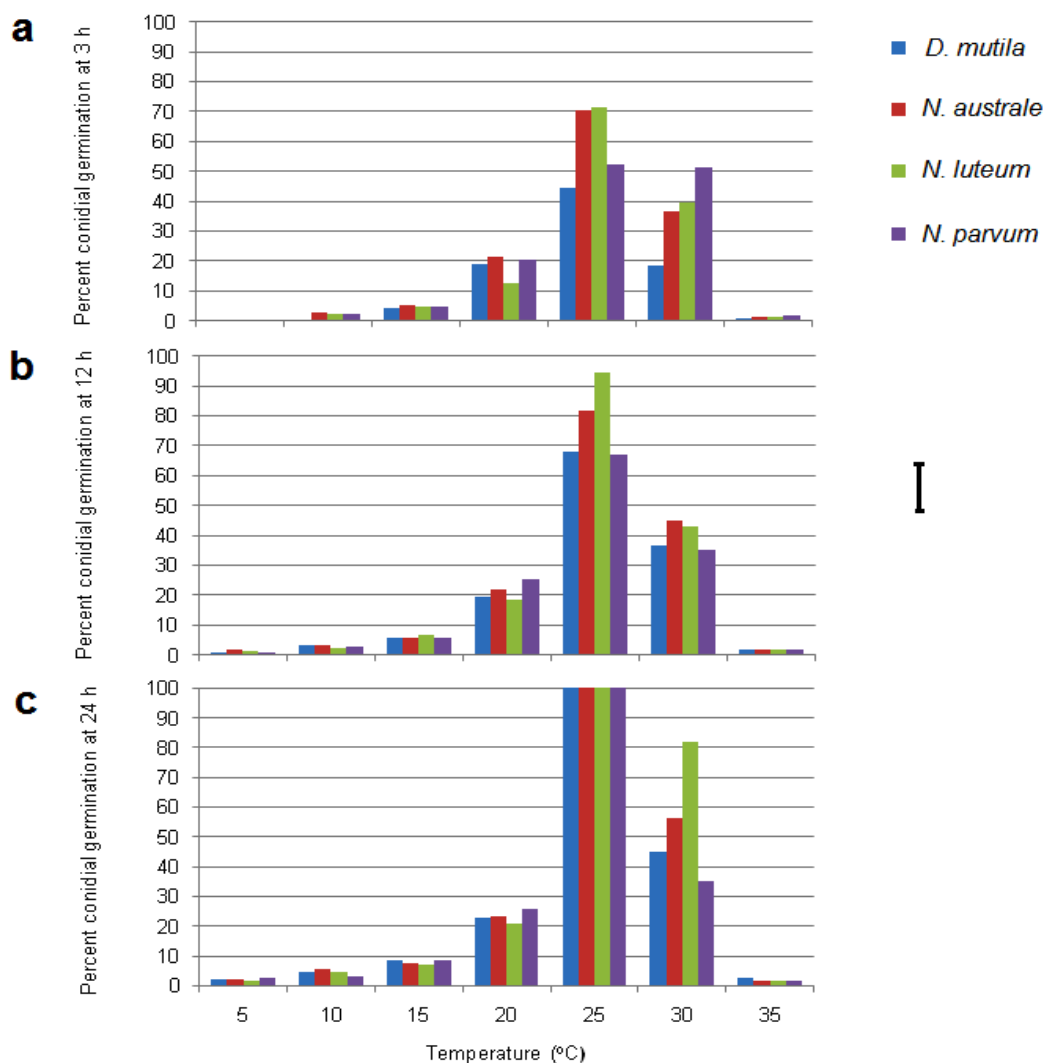 a
Percent conidial germination at 3 h
100
90
80
70
60
50
40
30
20
10
0
D. mutila
N. australe
N. luteum
N. parvum
b
Percent conidial germination at 12 h
100
90
80
70
60
50
40
30
20
10
0
c
Percent conidial germination at 24 h
100
90
80
70
60
50
40
30
20
10
0
5 10 15 20 25 30 35
Temperature (ºC)